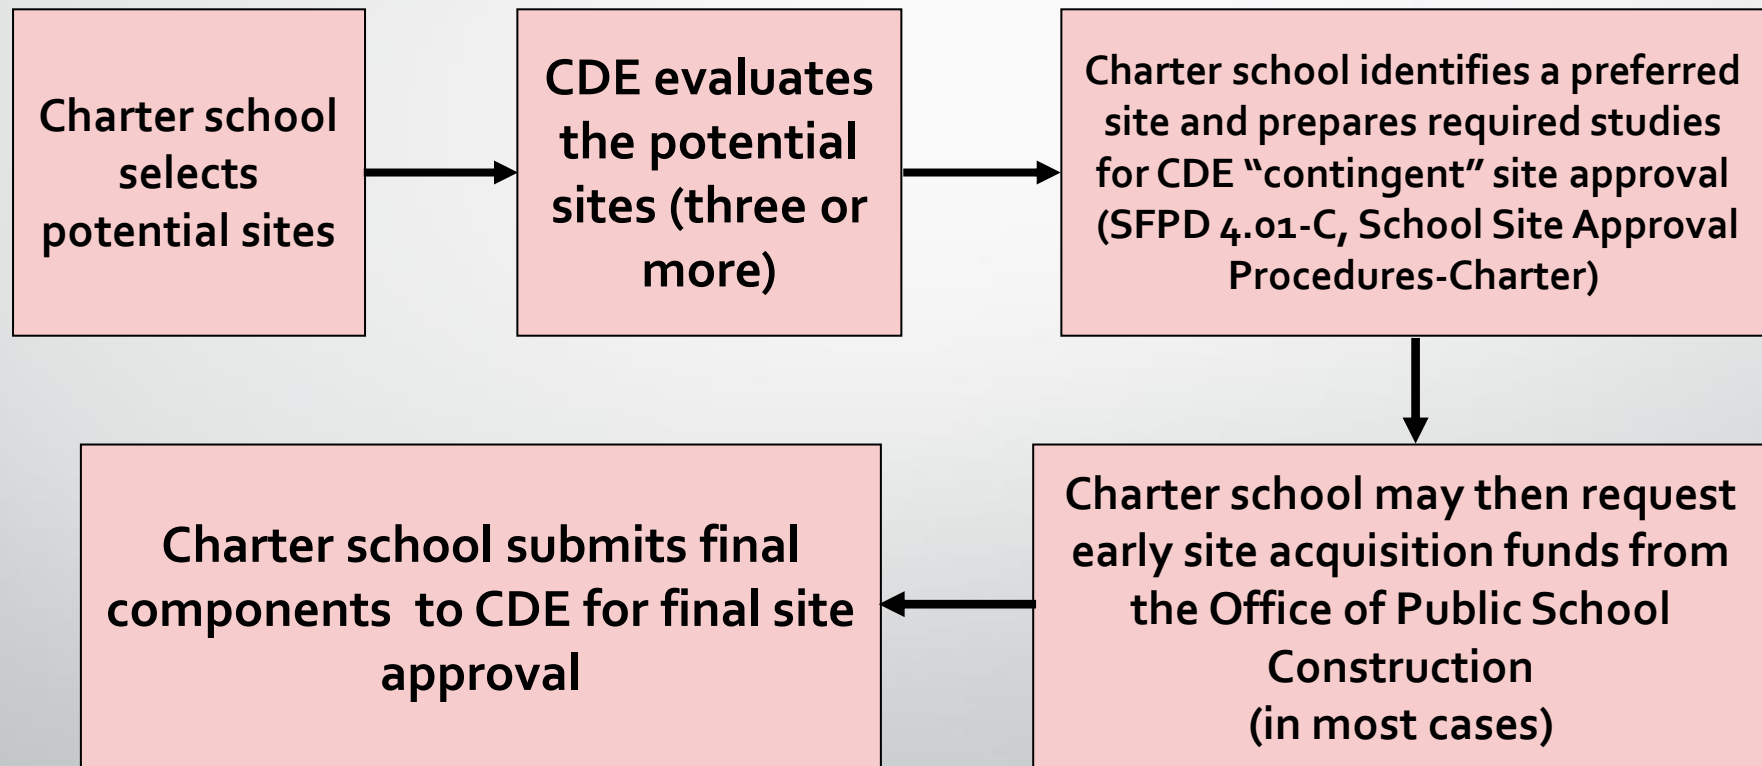 Charter school
selects
potential sites
CDE evaluates
the potential
sites (three or
more)
Charter school identifies a preferred
site and prepares required studies
for CDE “contingent” site approval
(SFPD 4.01-C, School Site Approval
Procedures-Charter)
Charter school may then request
early site acquisition funds from
the Office of Public School
Construction
(in most cases)
Charter school submits final
components  to CDE for final site
approval